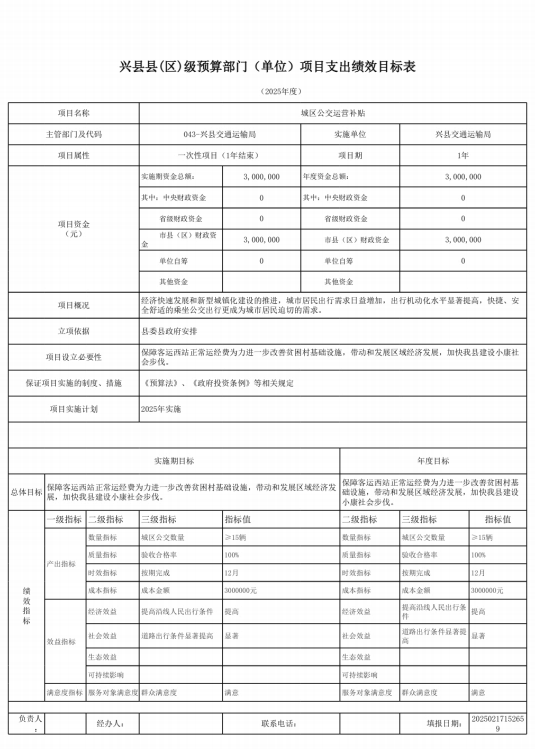 兴县县(区)级预算部门（单位）项目支出绩效目标表
（2025年度）
项目名称 城区公交运营补贴
主管部门及代码 043-兴县交通运输局 实施单位 兴县交通运输局
项目属性 一次性项目（1年结束） 项目期 1年
项目资金（元） 实施期资金总额： 3,000,000 年度资金总额： 3,000,000
其中：中央财政资金 0 其中：中央财政资金 0
省级财政资金 0 省级财政资金 0
市县（区）财政资金 3,000,000 市县（区）财政资金 3,000,000
单位自筹 0 单位自筹 0
其他资金 其他资金
项目概况 经济快速发展和新型城镇化建设的推进，城市居民出行需求日益增加，出行机动化水平显著提高，快捷、安
全舒适的乘坐公交出行更成为城市居民迫切的需求。
立项依据 县委县政府安排
项目设立必要性 保障客运西站正常运经费为力进一步改善贫困村基础设施，带动和发展区域经济发展，加快我县建设小康社
会步伐。
保证项目实施的制度、措施 《预算法》、《政府投资条例》等相关规定
项目实施计划 2025年实施
实施期目标 年度目标
总体目标 保障客运西站正常运经费为力进一步改善贫困村基础设施，带动和发展区域经济发
展，加快我县建设小康社会步伐。
保障客运西站正常运经费为力进一步改善贫困村基
础设施，带动和发展区域经济发展，加快我县建设
小康社会步伐。
绩效指标 一级指标 二级指标 三级指标 指标值 二级指标 三级指标 指标值
产出指标 数量指标 城区公交数量 ≥15辆 数量指标 城区公交数量 ≥15辆
质量指标 验收合格率 100% 质量指标 验收合格率 100%
时效指标 按期完成 12月 时效指标 按期完成 12月
成本指标 成本金额 3000000元 成本指标 成本金额 3000000元
效益指标 经济效益 提高沿线人民出行条件 提高 经济效益 提高沿线人民出行条件 提高
社会效益 道路出行条件显著提高 显著 社会效益 道路出行条件显著提高 显著
生态效益 生态效益
可持续影响 可持续影响
满意度指标 服务对象满意度 群众满意度 满意 服务对象满意度 群众满意度 满意
负责人： 经办人： 联系电话： 填报日期： 20250217152659